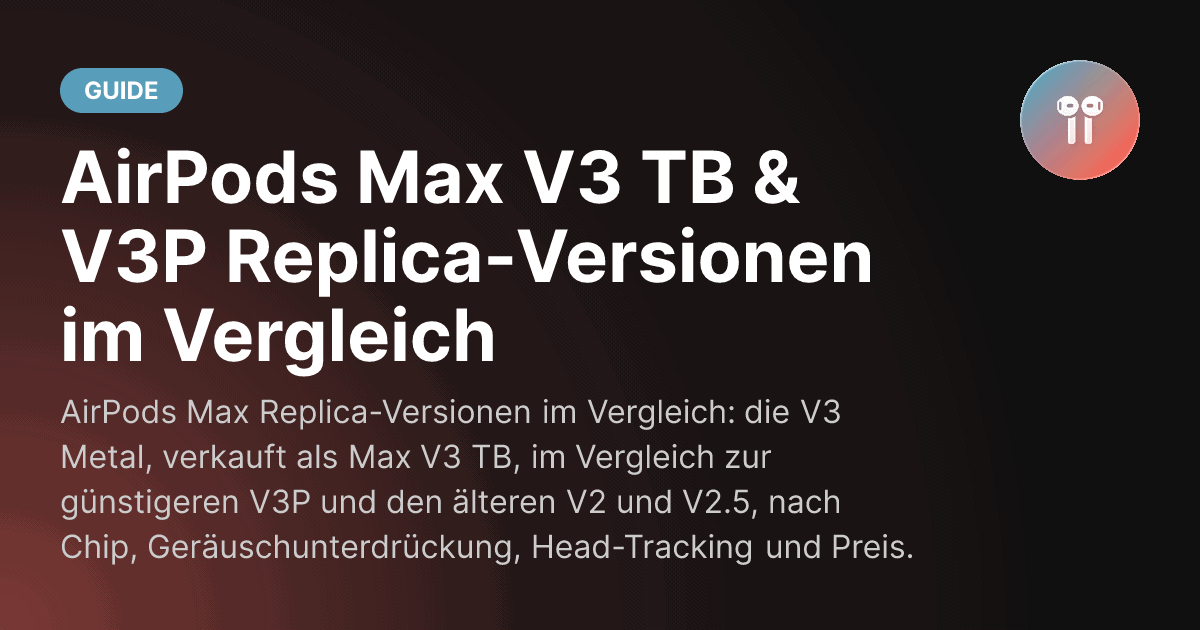 GUIDE
AirPods Max V3 TB &
V3P Replica-Versionen
im Vergleich
AirPods Max Replica-Versionen im Vergleich: die V3
Metal, verkauft als Max V3 TB, im Vergleich zur
günstigeren V3P und den älteren V2 und V2.5, nach
Chip, Geräuschunterdrückung, Head-Tracking und Preis.